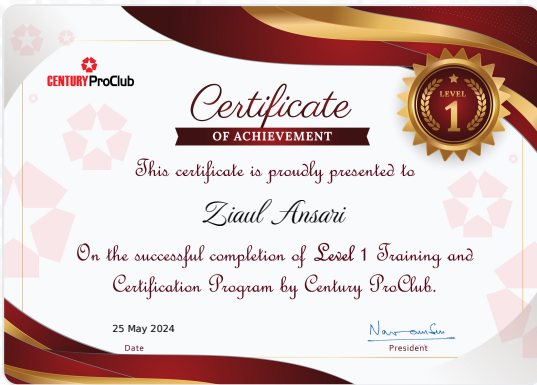 CENTURY ProClub
LEVEL
1
Certificate
OF ACHIEVEMENT
This certificate is proudly presented to
Ziaul Ansari
On the successful completion of Level 1 Training and
Certification Program by Century ProClub.
25 May 2024
Date
President